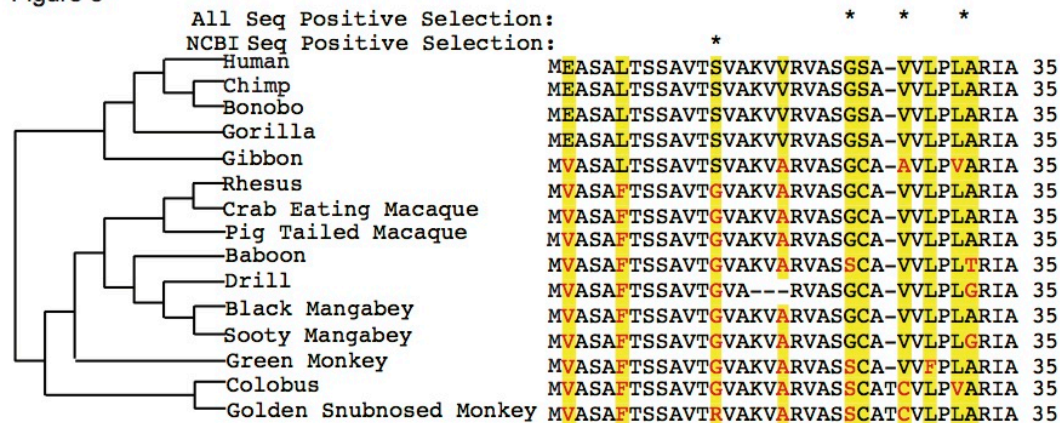 All Seq Positive Selection: * * *
NCBI Seq Positive Selection: *
Human MEASALTSSAVTSVAKVVRVASGSA-VVLPLARIA 35
Chimp MEASALTSSAVTSVAKVVRVASGSA-VVLPLARIA 35
Bonobo MEASALTSSAVTSVAKVVRVASGSA-VVLPLARIA 35
Gorilla MEASALTSSAVTSVAKVVRVASGSA-VVLPLARIA 35
Gibbon MVASALTSSAVTSVAKVARVASGCA-AVLPVARIA 35
Rhesus MVASAFTSSAVTGVAKVARVASGCA-VVLPLARIA 35
Crab Eating Macaque MVASAFTSSAVTGVAKVARVASGCA-VVLPLARIA 35
Pig Tailed Macaque MVASAFTSSAVTGVAKVARVASGCA-VVLPLARIA 35
Baboon MVASAFTSSAVTGVAKVARVASSCA-VVLPLTRIA 35
Drill MVASAFTSSAVTGVA---RVASGCA-VVLPLGRIA 35
Black Mangabey MVASAFTSSAVTGVAKVARVASGCA-VVLPLARIA 35
Sooty Mangabey MVASAFTSSAVTGVAKVARVASGCA-VVLPLGRIA 35
Green Monkey MVASAFTSSAVTGVAKVARVASSCA-VVFPLARIA 35
Colobus MVASAFTSSAVTGVAKVARVASSCATCVLPVARIA 35
Golden Snubnosed Monkey MVASAFTSSAVTRVAKVARVASSCATCVLPLARIA 35